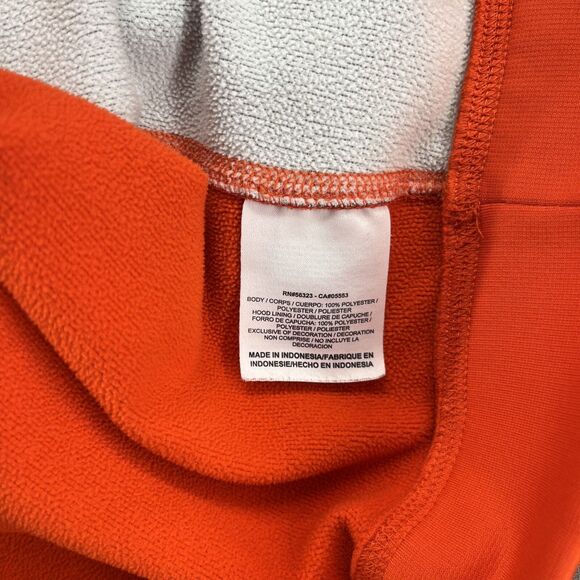 RN#56323 - CA#05553
BODY / CORPS / CUERPO: 100% POLYESTER /
POLYESTER / POLIESTER
HOOD LINING / DOUBLURE DE CAPUCHE /
FORRO DE CAPUCHA: 100% POLYESTER /
POLYESTER / POLIESTER
EXCLUSIVE OF DECORATION / DECORATION
NON COMPRISE / NO INCLUYE LA
DECORACION
MADE IN INDONESIA/FABRIQUE EN
INDONESIE/HECHO EN INDONESIA